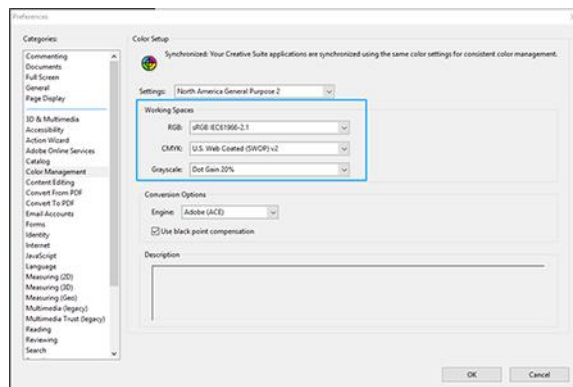 Preferences
Categories:
Commenting
Documents
Full Screen
General
Page Display
3D & Multimedia
Accessibility
Action Wizard
Adobe Online Services
Catalog
Color Management
Content Editing
Convert From PDF
Convert To PDF
Email Accounts
Forms
Identity
Internet
JavaScript
Language
Measuring (2D)
Measuring (3D)
Measuring (Geo)
Multimedia (legacy)
Multimedia Trust (legacy)
Reading
Reviewing
Search
Color Setup
Synchronized: Your Creative Suite applications are synchronized using the same color settings for consistent color management.
Settings: North America General Purpose 2
Working Spaces
RGB: sRGB IEC61966-2.1
CMYK: U.S. Web Coated (SWOP) v2
Grayscale: Dot Gain 20%
Conversion Options
Engine: Adobe (ACE)
Use black point compensation
Description
OK Cancel